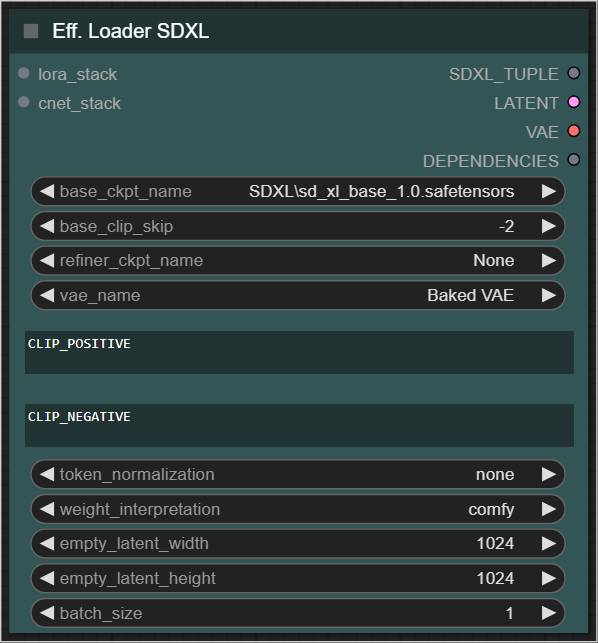 Eff. Loader SDXL
lora_stack SDXL_TUPLE
cnet_stack LATENT
VAE
DEPENDENCIES
base_ckpt_name SDXL\sd_xl_base_1.0.safetensors
base_clip_skip -2
refiner_ckpt_name None
vae_name Baked VAE
CLIP_POSITIVE
CLIP_NEGATIVE
token_normalization none
weight_interpretation comfy
empty_latent_width 1024
empty_latent_height 1024
batch_size 1